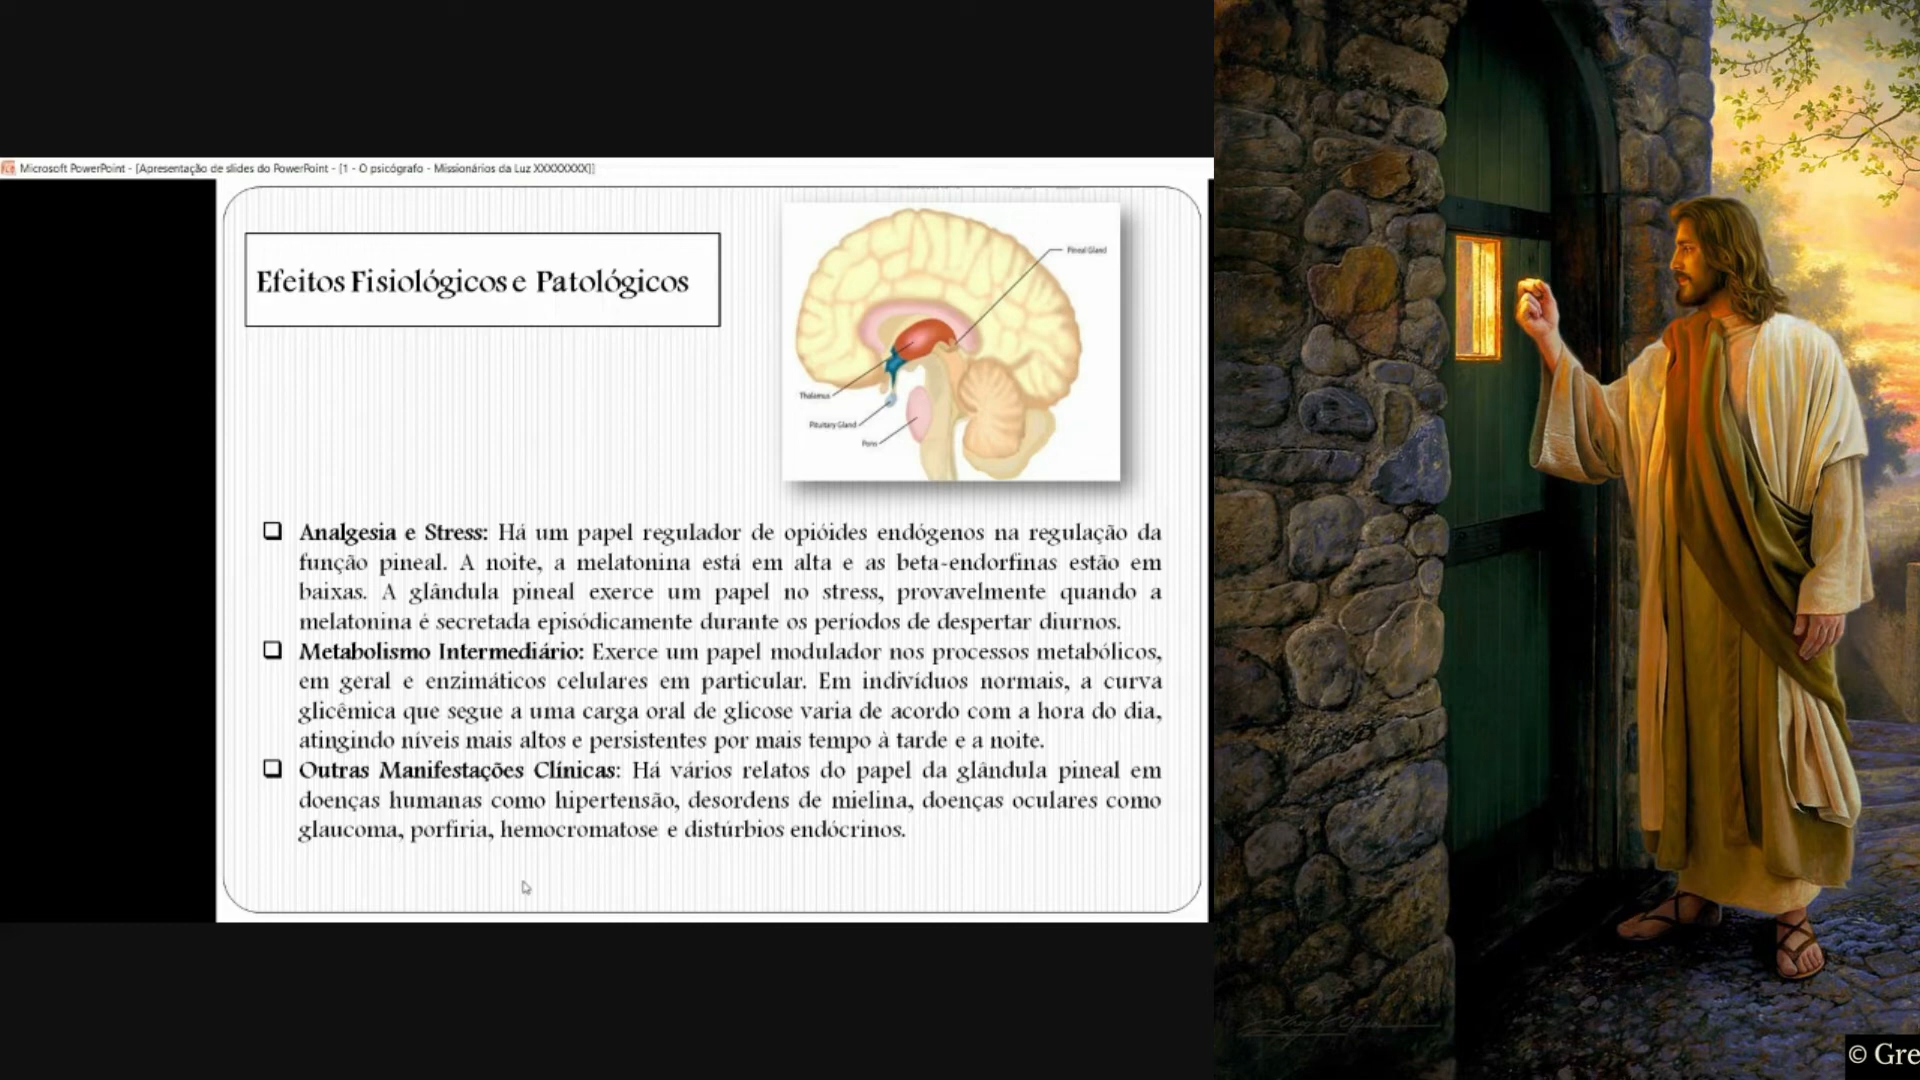 Microsoft PowerPoint - [Apresentação de slides do PowerPoint - [1 - O psicógrafo - Missionários da Luz XXXXXXXX]]
Efeitos Fisiológicos e Patológicos
Pineal Gland
Thalamus
Pituitary Gland
Pons
Analgesia e Stress: Há um papel regulador de opióides endógenos na regulação da
função pineal. A noite, a melatonina está em alta e as beta-endorfinas estão em
baixas. A glândula pineal exerce um papel no stress, provavelmente quando a
melatonina é secretada episódicamente durante os períodos de despertar diurnos.
Metabolismo Intermediário: Exerce um papel modulador nos processos metabólicos,
em geral e enzimáticos celulares em particular. Em indivíduos normais, a curva
glicêmica que segue a uma carga oral de glicose varia de acordo com a hora do dia,
atingindo níveis mais altos e persistentes por mais tempo à tarde e a noite.
Outras Manifestações Clínicas: Há vários relatos do papel da glândula pineal em
doenças humanas como hipertensão, desordens de mielina, doenças oculares como
glaucoma, porfiria, hemocromatose e distúrbios endócrinos.
© Gre